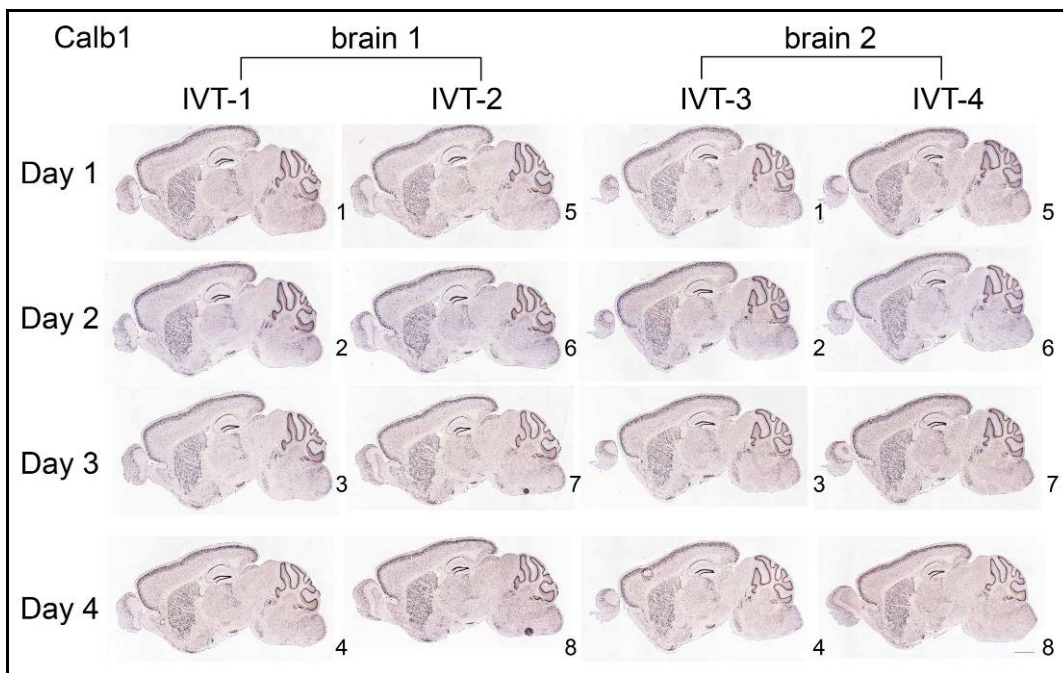 Calb1 brain 1 brain 2
IVT-1 IVT-2 IVT-3 IVT-4
Day 1
1 5 1 5
Day 2
2 6 2 6
Day 3
3 7 3 7
Day 4
4 8 4 8